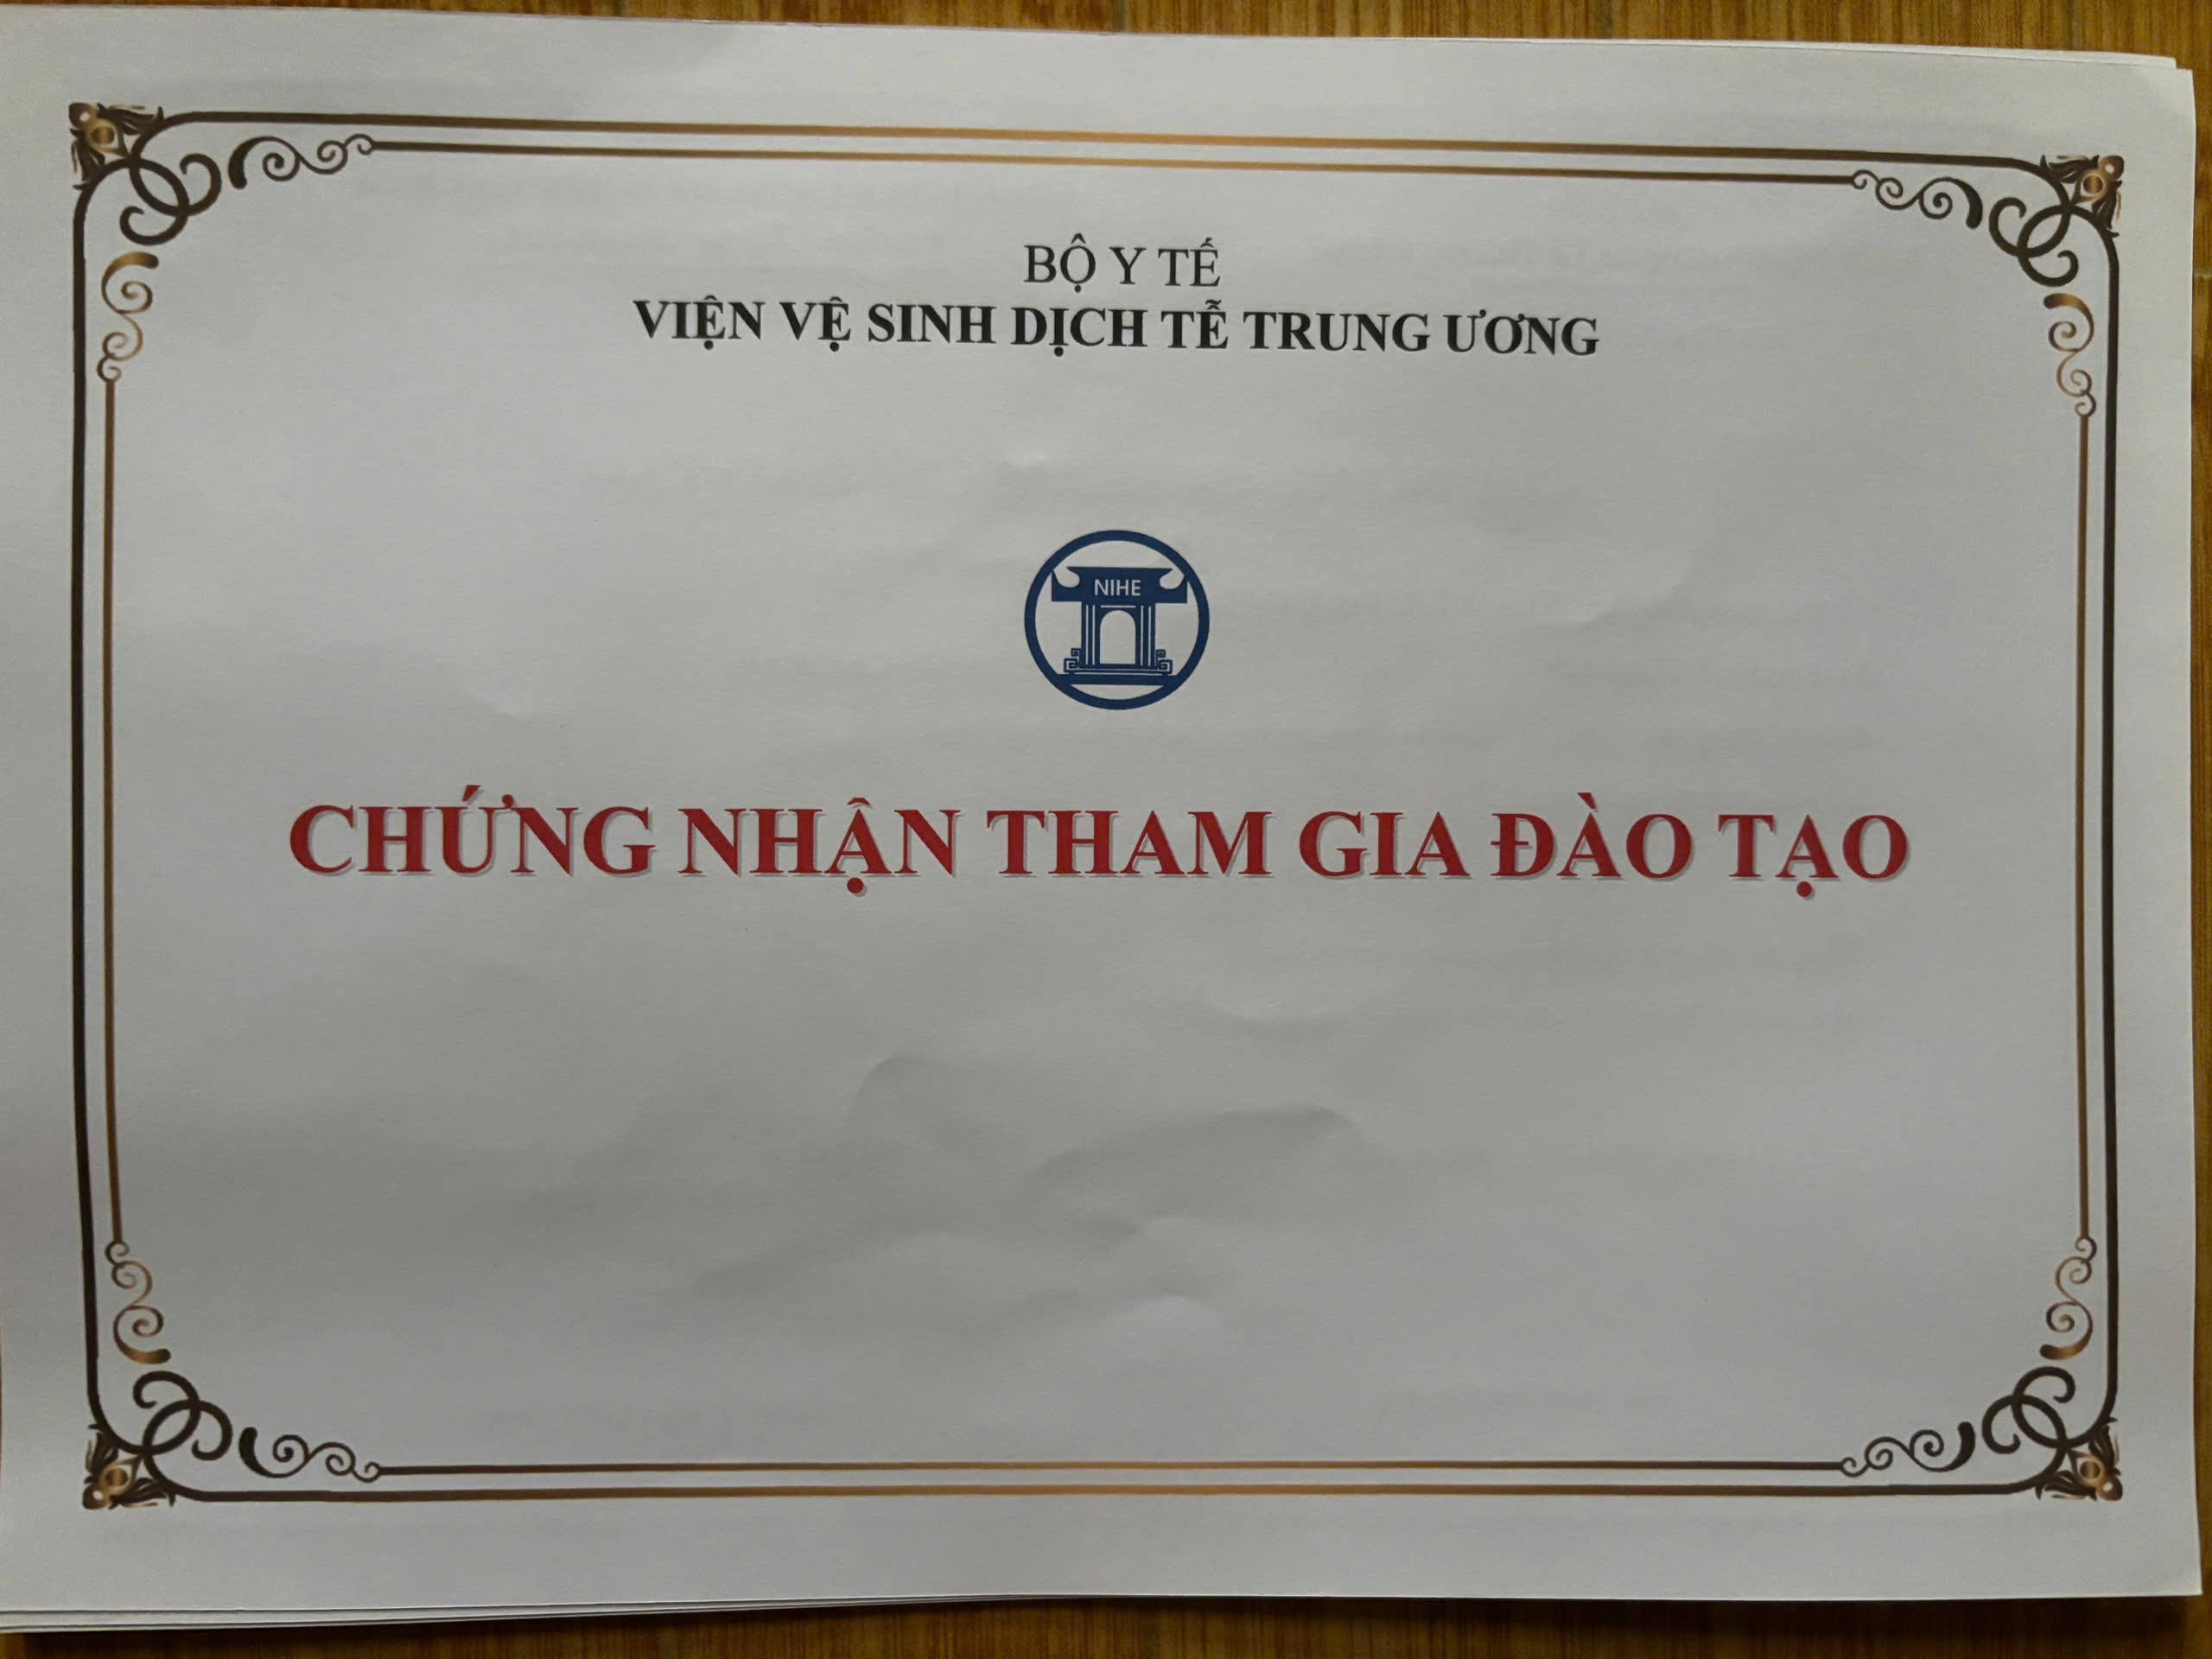 BỘ Y TẾ
VIỆN VỆ SINH DỊCH TỄ TRUNG ƯƠNG
NIHE
CHỨNG NHẬN THAM GIA ĐÀO TẠO